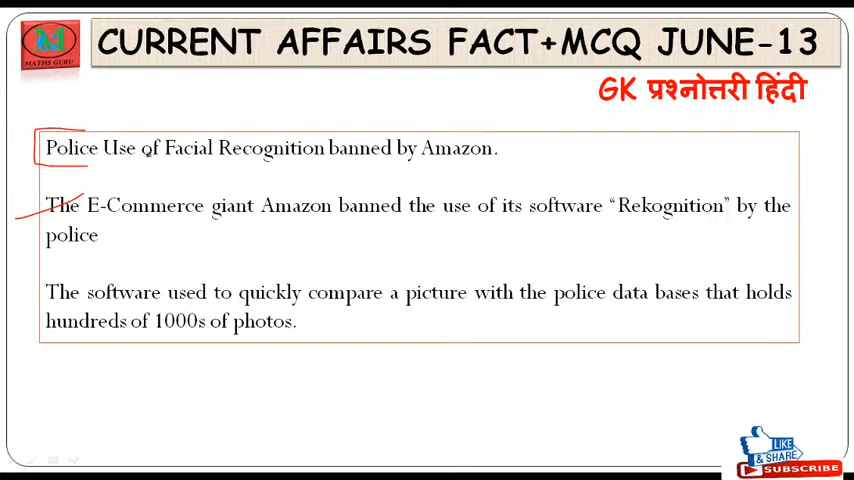 CURRENT AFFAIRS FACT+MCQ JUNE-13
MATHS GURU
GK प्रश्नोत्तरी हिंदी
Police Use of Facial Recognition banned by Amazon.
The E-Commerce giant Amazon banned the use of its software “Rekognition” by the
police
The software used to quickly compare a picture with the police data bases that holds
hundreds of 1000s of photos.
LIKE
& SHARE
SUBSCRIBE